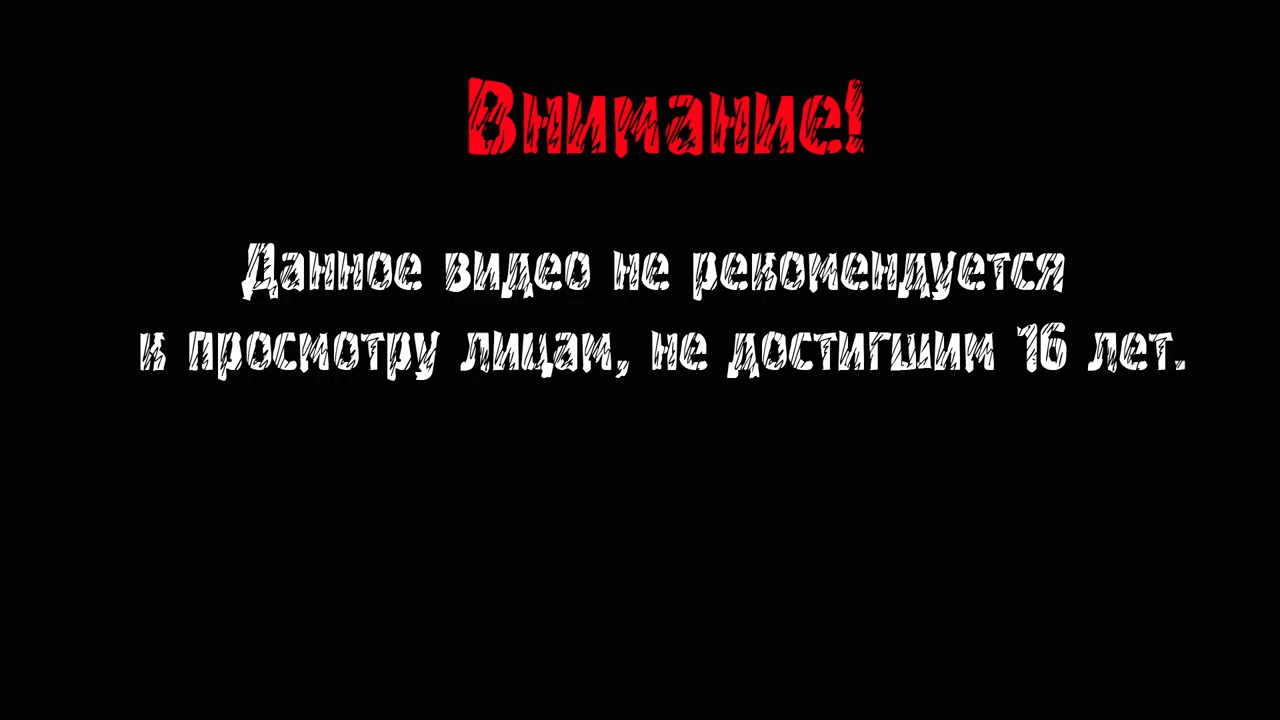 Внимание!
Данное видео не рекомендуется
к просмотру лицам, не достигшим 16 лет.